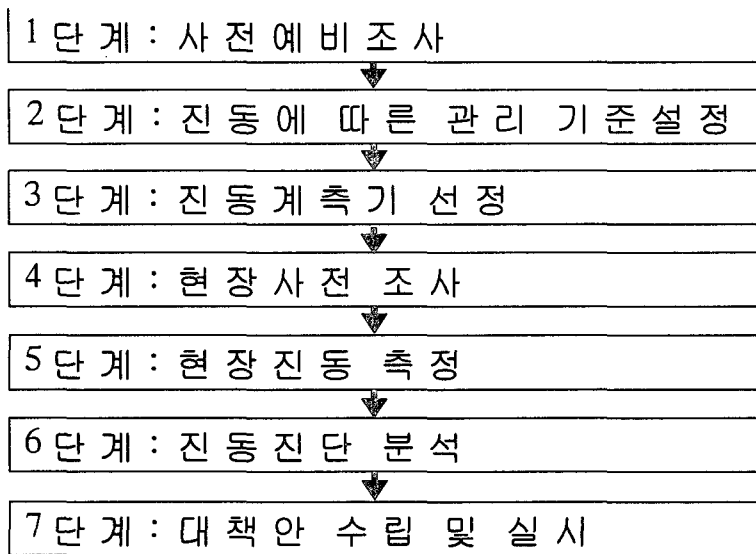 1단계 : 사전예비조사
2단계 : 진동에 따른 관리 기준설정
3단계 : 진동계측기 선정
4단계 : 현장사전 조사
5단계 : 현장진동 측정
6단계 : 진동진단 분석
7단계 : 대책안 수립 및 실시